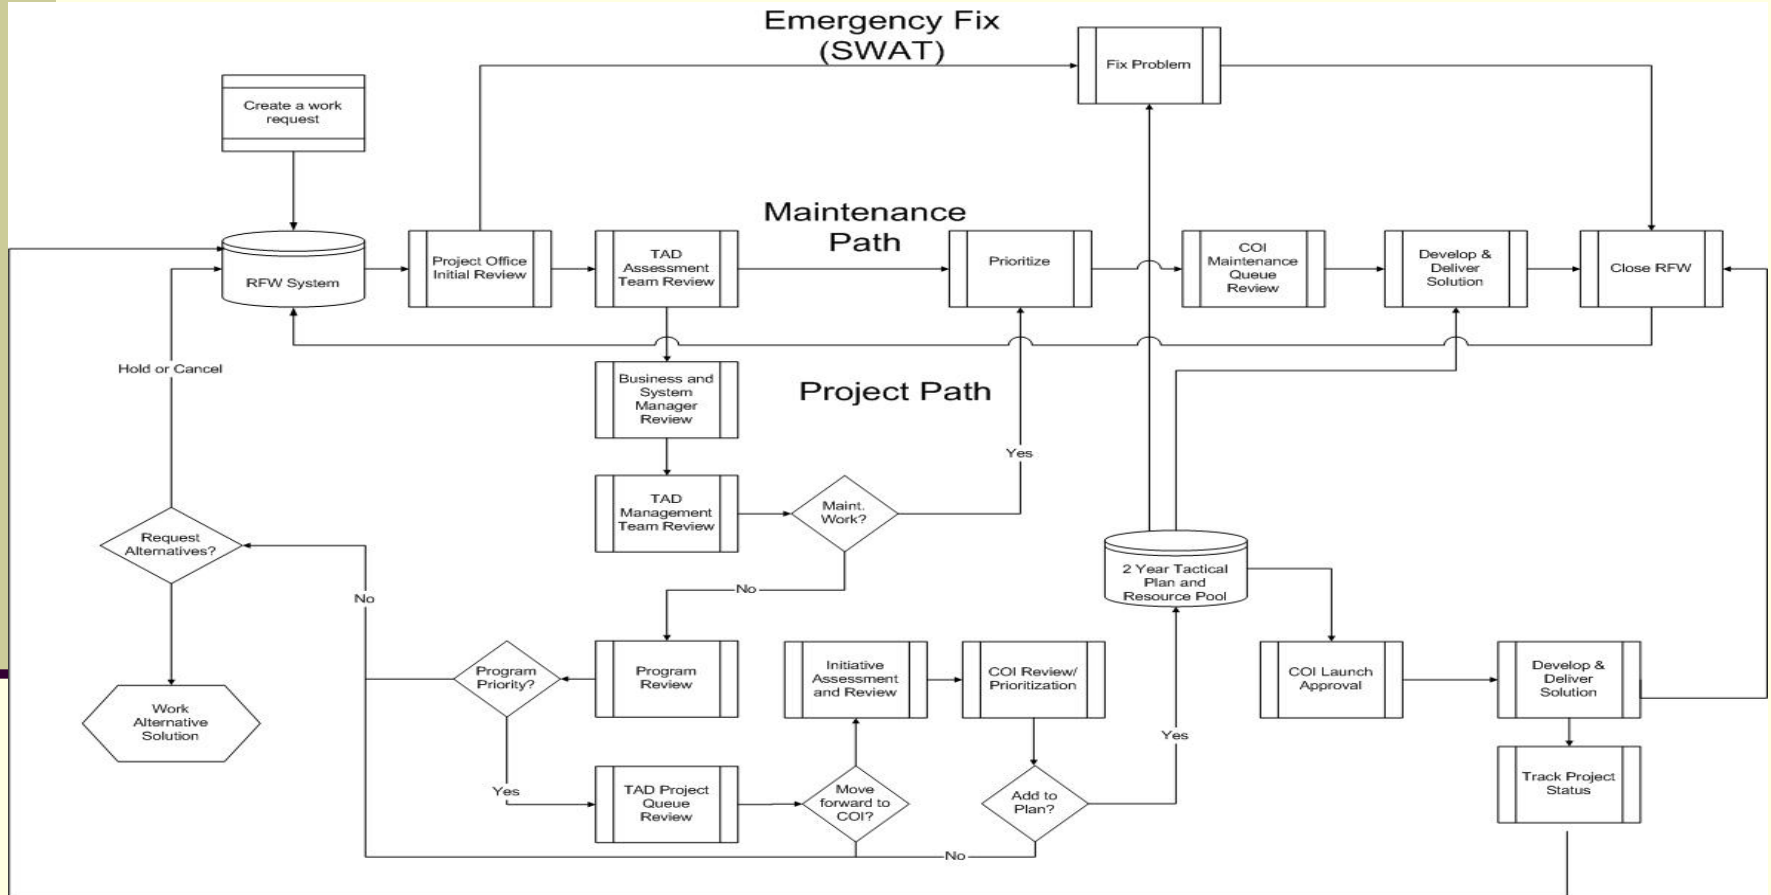 Emergency Fix
(SWAT)
Fix Problem
Create a work
request
Maintenance
Path
RFW System
Project Office
Initial Review
TAD
Assessment
Team Review
Prioritize
COI
Maintenance
Queue
Review
Develop &
Deliver
Solution
Close RFW
Hold or Cancel
Business and
System
Manager
Review
Project Path
Yes
TAD
Management
Team Review
Maint.
Work?
Request
Alternatives?
2 Year Tactical
Plan and
Resource Pool
No
No
Program
Priority?
Program
Review
Initiative
Assessment
and Review
COI Review/
Prioritization
COI Launch
Approval
Develop &
Deliver
Solution
Work
Alternative
Solution
Yes
Yes
TAD Project
Queue
Review
Move
forward to
COI?
Add to
Plan?
Track Project
Status
No